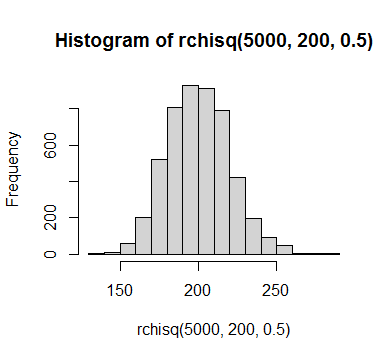 Histogram of rchisq(5000, 200, 0.5)
Frequency
600
200
0
150 200 250
rchisq(5000, 200, 0.5)